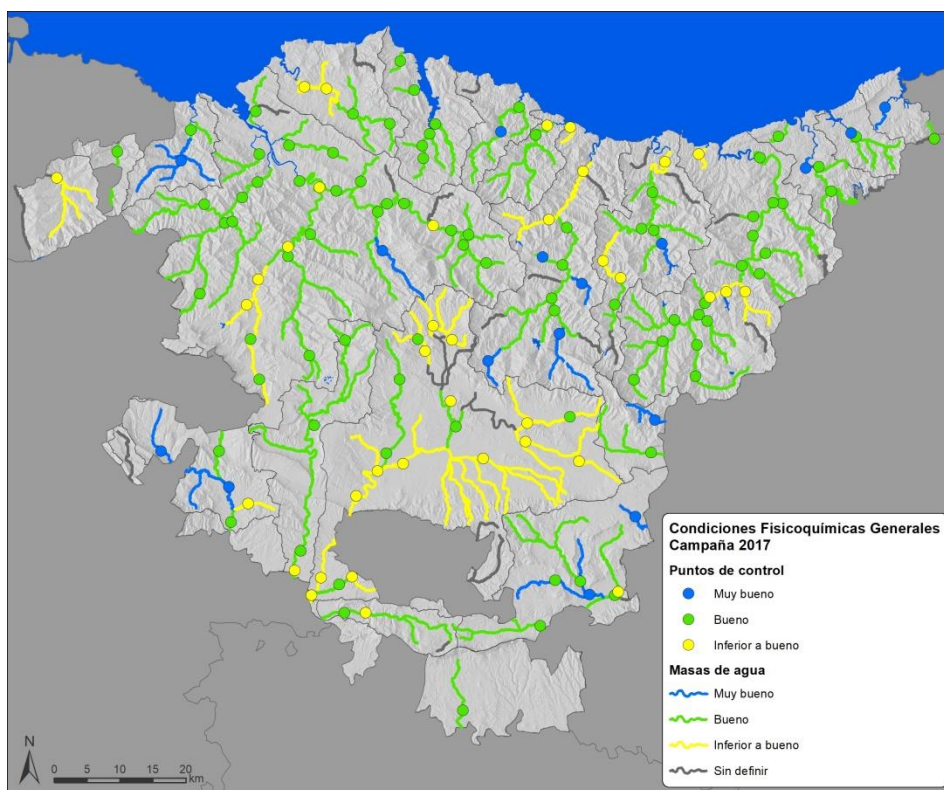 Condiciones Fisicoquímicas Generales
Campaña 2017
Puntos de control
Muy bueno
Bueno
Inferior a bueno
Masas de agua
Muy bueno
Bueno
Inferior a bueno
Sin definir
N
0 5 10 15 20
km